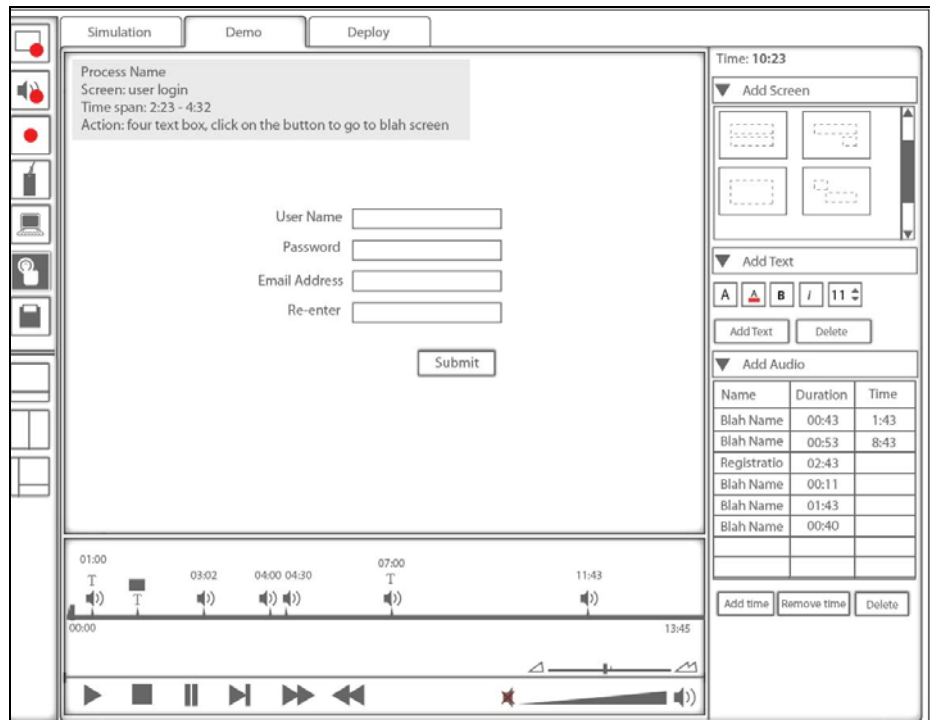 Simulation Demo Deploy
Process Name
Screen: user login
Time span: 2:23 - 4:32
Action: four text box, click on the button to go to blah screen
User Name
Password
Email Address
Re-enter
Submit
Time: 10:23
Add Screen
Add Text
A A B I 11
Add Text Delete
Add Audio
Name Duration Time
Blah Name 00:43 1:43
Blah Name 00:53 8:43
Registratio 02:43
Blah Name 00:11
Blah Name 01:43
Blah Name 00:40
Add time Remove time Delete
01:00 03:02 04:00 04:30 07:00 11:43
T T T
00:00 13:45